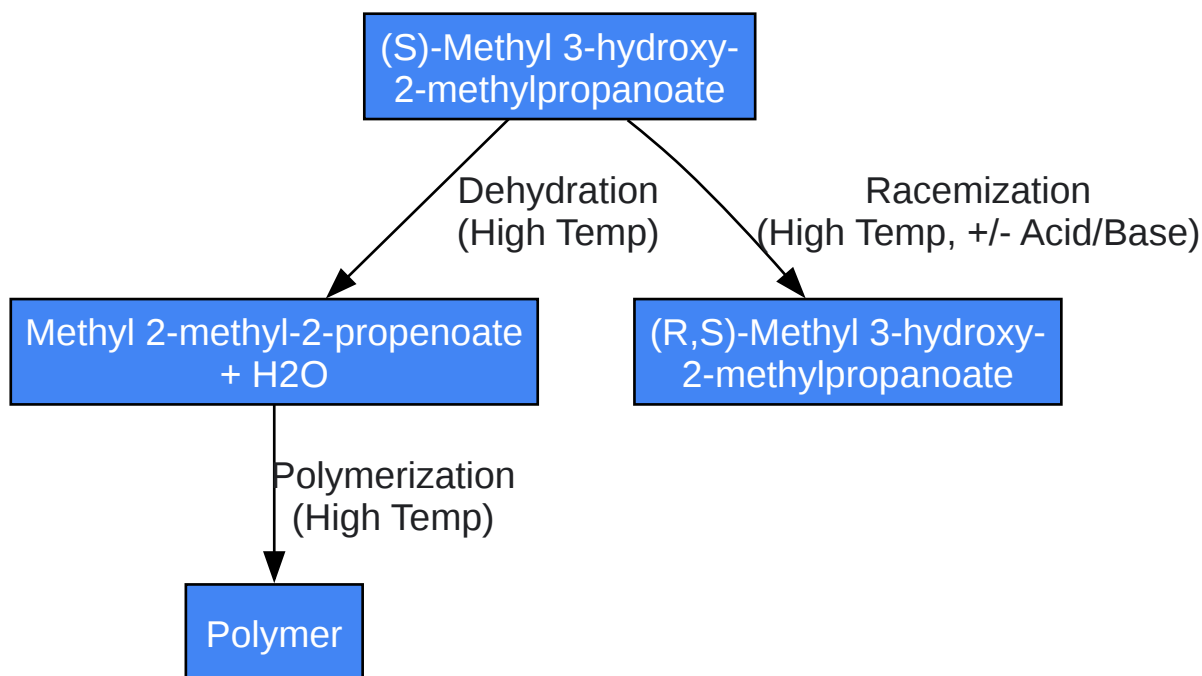 (S)-Methyl 3-hydroxy-
2-methylpropanoate
Dehydration
(High Temp)
Racemization
(High Temp, +/- Acid/Base)
Methyl 2-methyl-2-propenoate
+ H2O
(R,S)-Methyl 3-hydroxy-
2-methylpropanoate
Polymerization
(High Temp)
Polymer